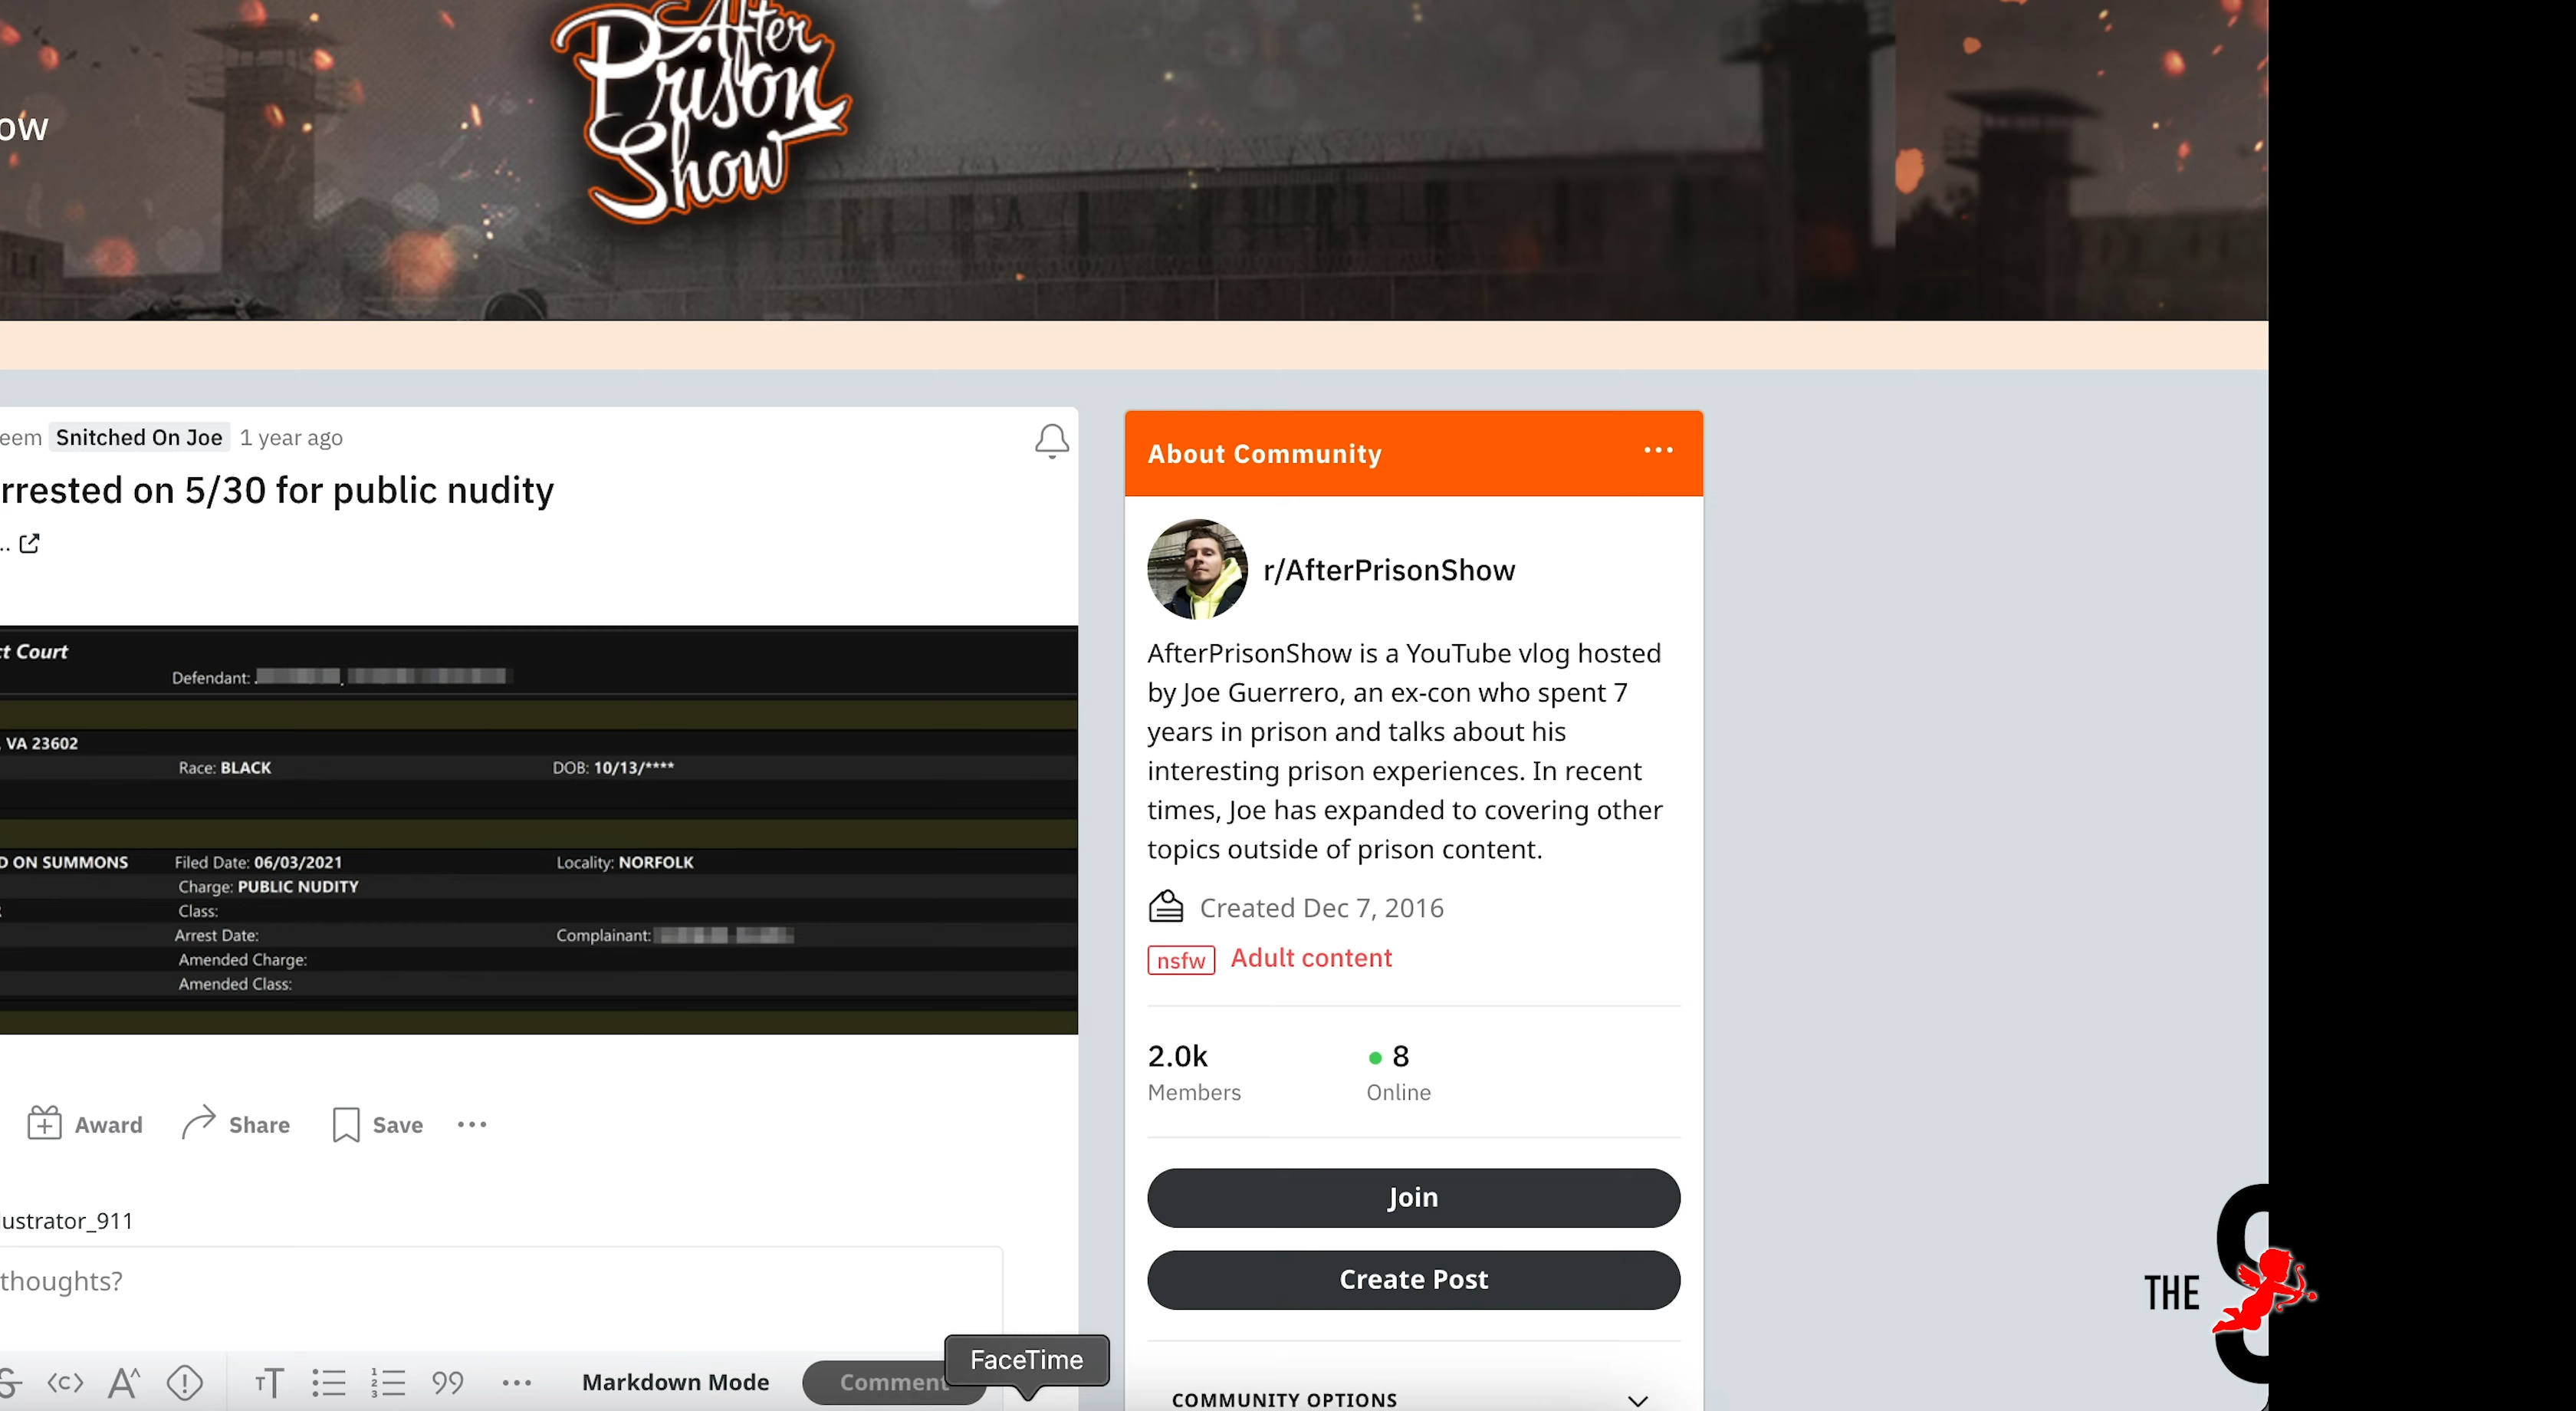 After
Prison
Show
ow
eem Snitched On Joe 1 year ago
rrested on 5/30 for public nudity
..
ct Court
Defendant:
, VA 23602
Race: BLACK DOB: 10/13/****
D ON SUMMONS Filed Date: 06/03/2021 Locality: NORFOLK
Charge: PUBLIC NUDITY
Class:
Arrest Date: Complainant:
Amended Charge:
Amended Class:
Award Share Save ...
lustrator_911
thoughts?
Markdown Mode Comment
FaceTime
About Community ...
r/AfterPrisonShow
AfterPrisonShow is a YouTube vlog hosted
by Joe Guerrero, an ex-con who spent 7
years in prison and talks about his
interesting prison experiences. In recent
times, Joe has expanded to covering other
topics outside of prison content.
Created Dec 7, 2016
nsfw Adult content
2.0k 8
Members Online
Join
Create Post
COMMUNITY OPTIONS
THE